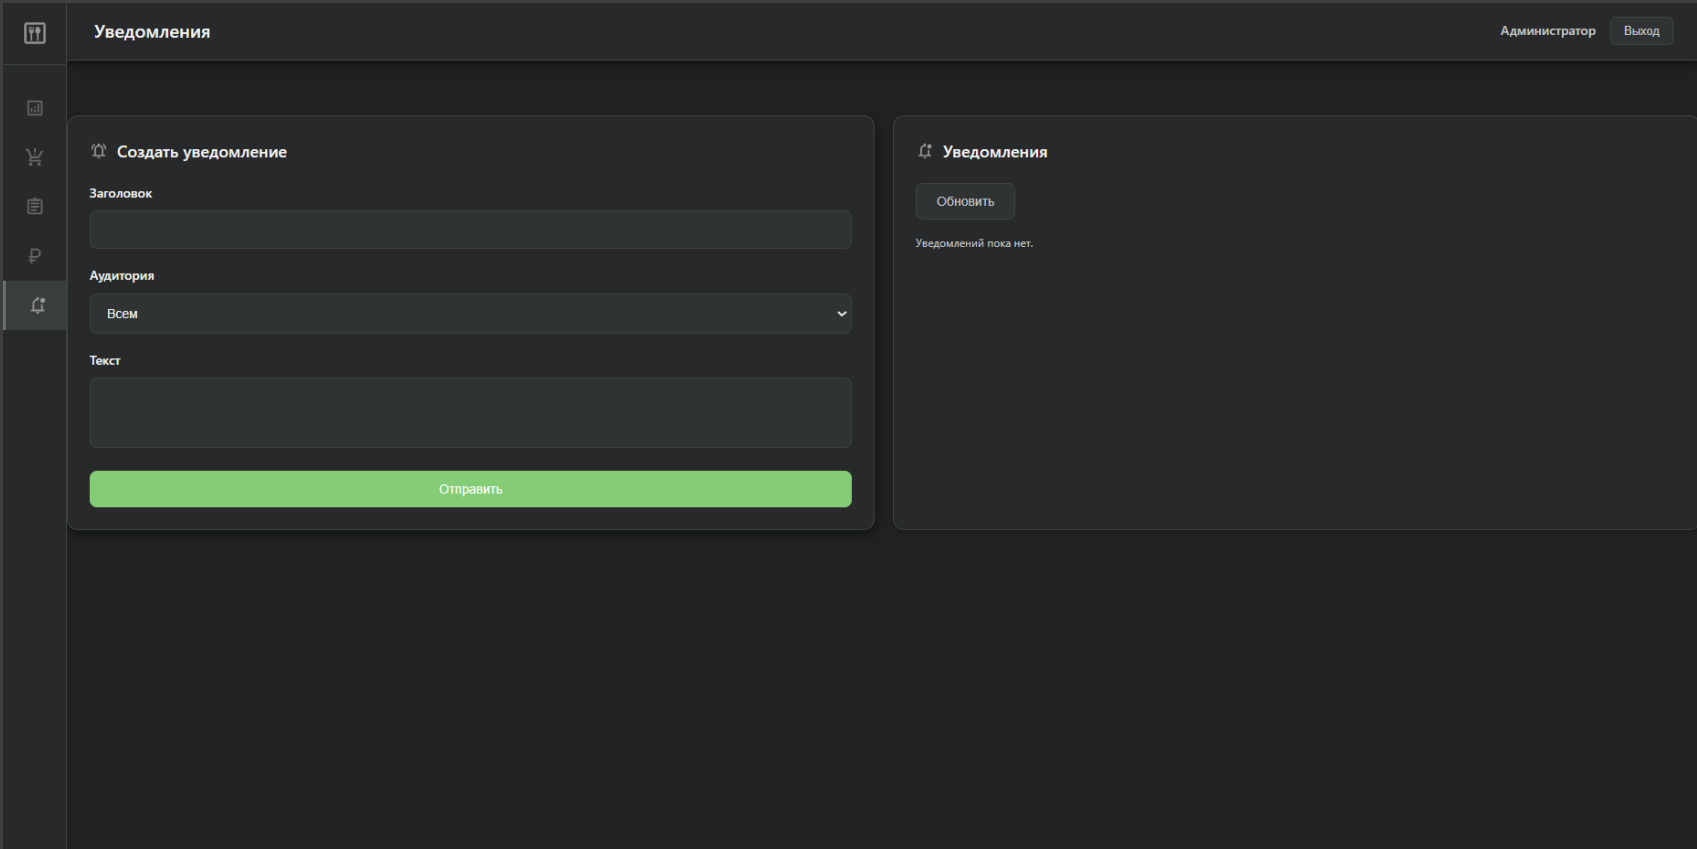 Уведомления
Администратор
Выход
Создать уведомление
Заголовок
Аудитория
Всем
Текст
Отправить
Уведомления
Обновить
Уведомлений пока нет.